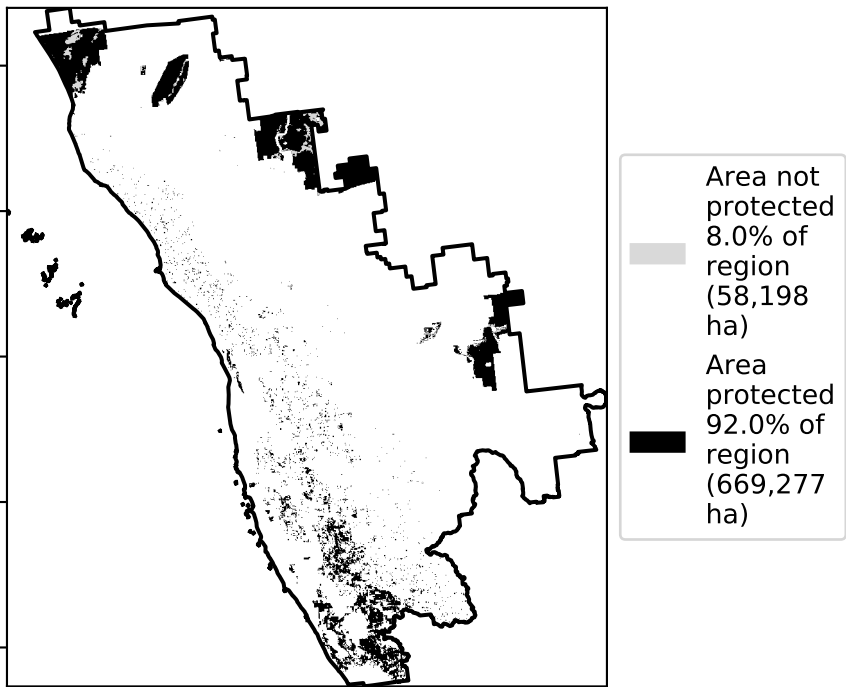 Area not
protected
8.0% of
region
(58,198
ha)
Area
protected
92.0% of
region
(669,277
ha)